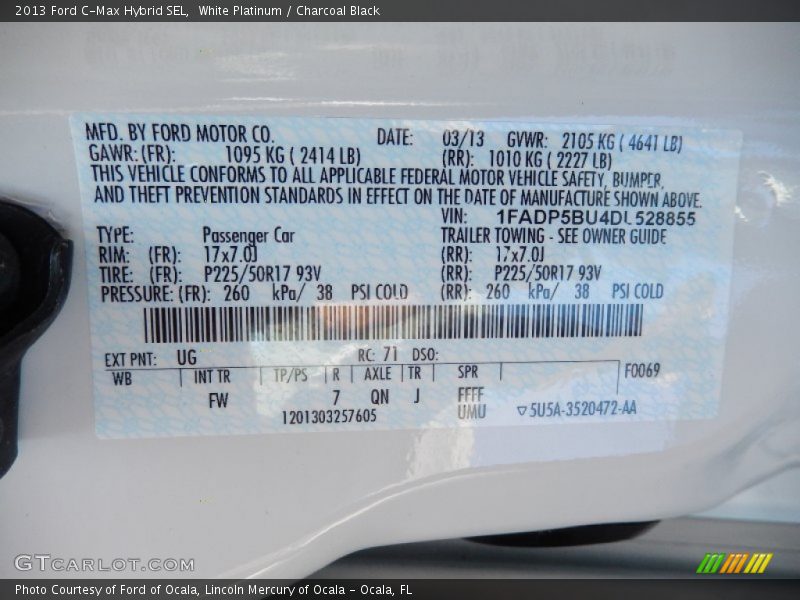 2013 Ford C-Max Hybrid SEL, White Platinum / Charcoal Black
MFD. BY FORD MOTOR CO. DATE: 03/13 GVWR: 2105 KG ( 4641 LB)
GAWR: (FR): 1095 KG ( 2414 LB) (RR): 1010 KG ( 2227 LB)
THIS VEHICLE CONFORMS TO ALL APPLICABLE FEDERAL MOTOR VEHICLE SAFETY, BUMPER,
AND THEFT PREVENTION STANDARDS IN EFFECT ON THE DATE OF MANUFACTURE SHOWN ABOVE.
VIN: 1FADP5BU4DL528855
TYPE: Passenger Car TRAILER TOWING - SEE OWNER GUIDE
RIM: (FR): 17x7.0J (RR): 17x7.0J
TIRE: (FR): P225/50R17 93V (RR): P225/50R17 93V
PRESSURE: (FR): 260 kPa/ 38 PSI COLD (RR): 260 kPa/ 38 PSI COLD
EXT PNT: UG RC: 71 DSO:
WB INT TR TP/PS R AXLE TR SPR F0069
FW 7 QN J FFFF
1201303257605 UMU ▽5U5A-3520472-AA
GTCARLOT.COM
Photo Courtesy of Ford of Ocala, Lincoln Mercury of Ocala - Ocala, FL